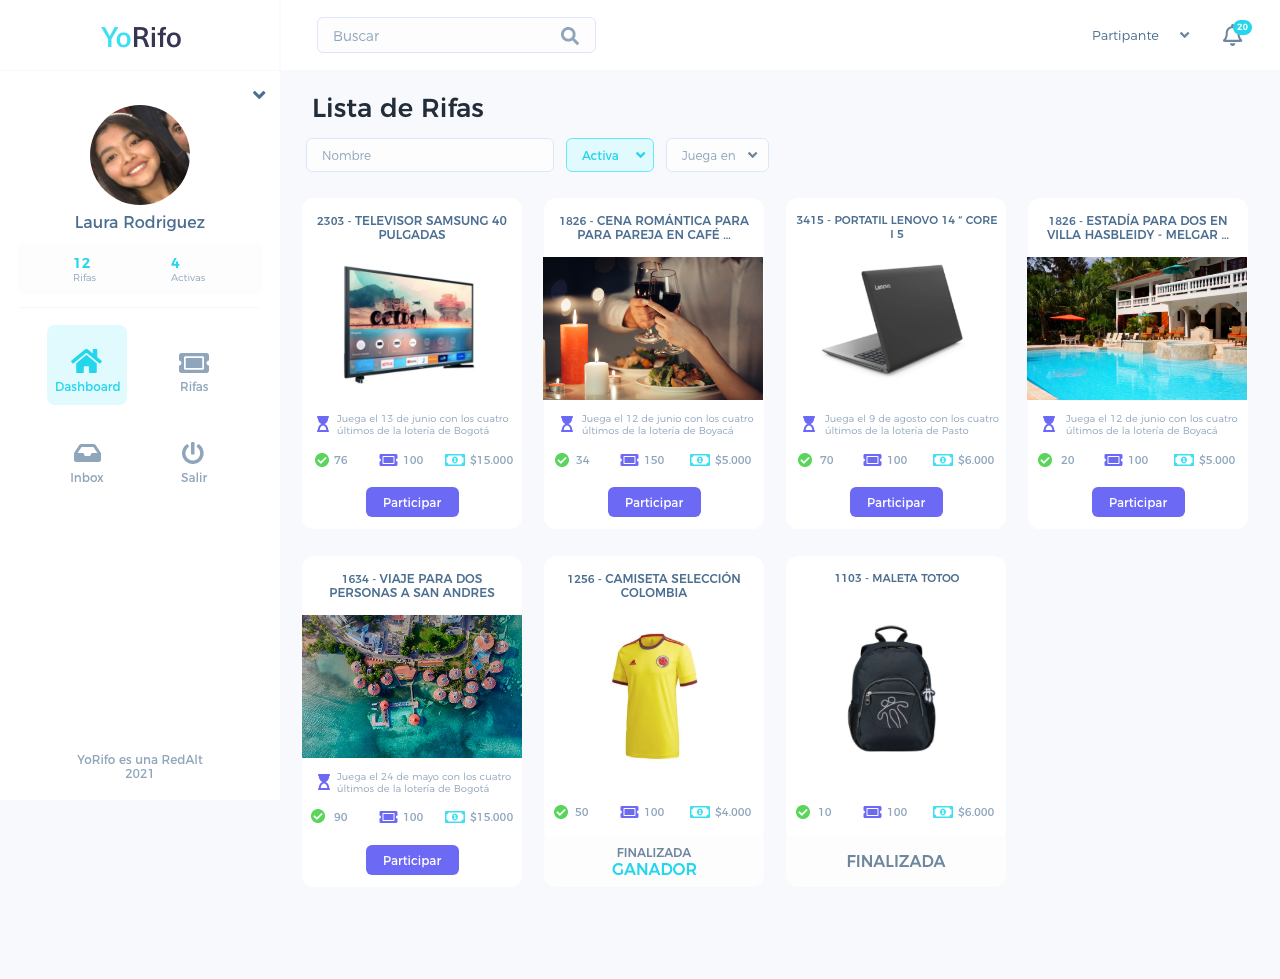 YoRifo
Buscar
Partipante
20
Laura Rodriguez
12
Rifas
4
Activas
Dashboard
Rifas
Inbox
Salir
YoRifo es una RedAlt
2021
Lista de Rifas
Nombre
Activa
Juega en
2303 - TELEVISOR SAMSUNG 40
PULGADAS
Juega el 13 de junio con los cuatro
últimos de la lotería de Bogotá
76
100
$15.000
Participar
1826 - CENA ROMÁNTICA PARA
PARA PAREJA EN CAFÉ ...
Juega el 12 de junio con los cuatro
últimos de la lotería de Boyacá
34
150
$5.000
Participar
3415 - PORTATIL LENOVO 14 “ CORE
I 5
Lenovo
Juega el 9 de agosto con los cuatro
últimos de la lotería de Pasto
70
100
$6.000
Participar
1826 - ESTADÍA PARA DOS EN
VILLA HASBLEIDY - MELGAR ...
Juega el 12 de junio con los cuatro
últimos de la lotería de Boyacá
20
100
$5.000
Participar
1634 - VIAJE PARA DOS
PERSONAS A SAN ANDRES
Juega el 24 de mayo con los cuatro
últimos de la lotería de Bogotá
90
100
$15.000
Participar
1256 - CAMISETA SELECCIÓN
COLOMBIA
50
100
$4.000
FINALIZADA
GANADOR
1103 - MALETA TOTOO
10
100
$6.000
FINALIZADA